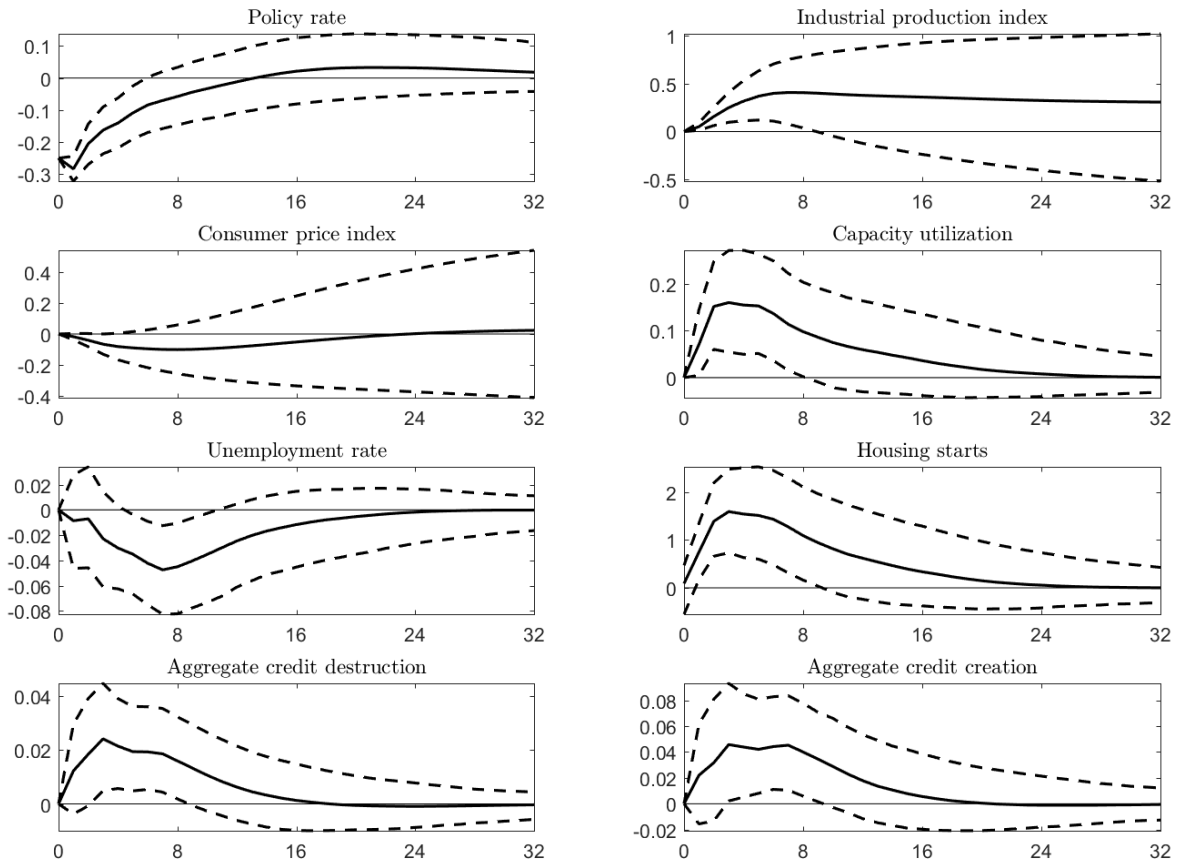 Policy rate
0.1
0
-0.1
-0.2
-0.3
0 8 16 24 32
Industrial production index
1
0.5
0
-0.5
0 8 16 24 32
Consumer price index
0.4
0.2
0
-0.2
-0.4
0 8 16 24 32
Capacity utilization
0.2
0.1
0
0 8 16 24 32
Unemployment rate
0.02
0
-0.02
-0.04
-0.06
-0.08
0 8 16 24 32
Housing starts
2
1
0
0 8 16 24 32
Aggregate credit destruction
0.04
0.02
0
0 8 16 24 32
Aggregate credit creation
0.08
0.06
0.04
0.02
0
-0.02
0 8 16 24 32